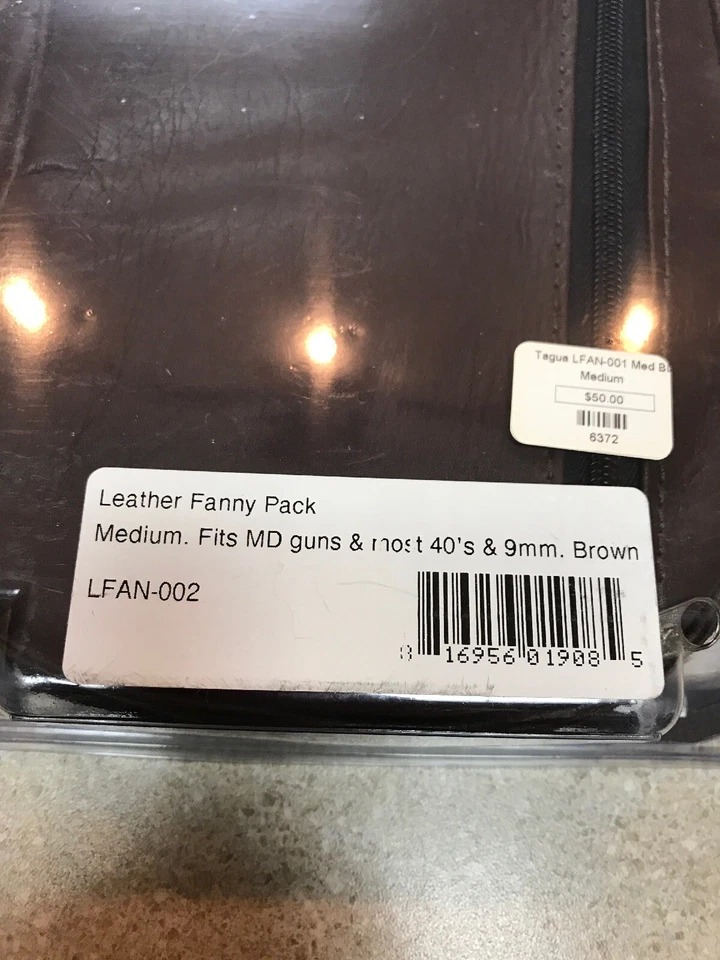 Tagua LFAN-001 Med
Medium
$50.00
6372
Leather Fanny Pack
Medium. Fits MD guns & most 40's & 9mm. Brown
LFAN-002
8 16956 01908 5